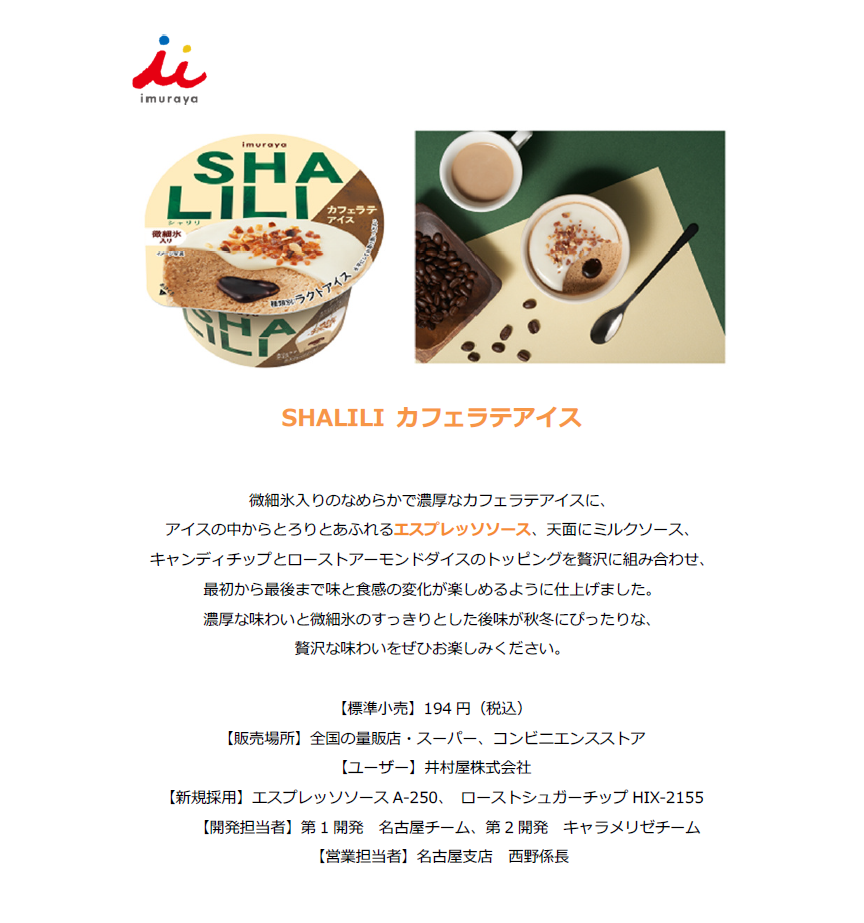 imuraya
imuraya
SHA
LILI
シャリリ
カフェラテ
アイス
微細氷
入り
種類別ラクトアイス
SHA
LILI
SHALILI カフェラテアイス
微細氷入りのなめらかで濃厚なカフェラテアイスに、
アイスの中からとろりとあふれるエスプレッソソース、天面にミルクソース、
キャンディチップとローストアーモンドダイスのトッピングを贅沢に組み合わせ、
最初から最後まで味と食感の変化が楽しめるように仕上げました。
濃厚な味わいと微細氷のすっきりとした後味が秋冬にぴったりな、
贅沢な味わいをぜひお楽しみください。
【標準小売】194 円（税込）
【販売場所】全国の量販店・スーパー、コンビニエンスストア
【ユーザー】井村屋株式会社
【新規採用】エスプレッソソース A-250、 ローストシュガーチップ HIX-2155
【開発担当者】第１開発　名古屋チーム、第２開発　キャラメリゼチーム
【営業担当者】名古屋支店　西野係長